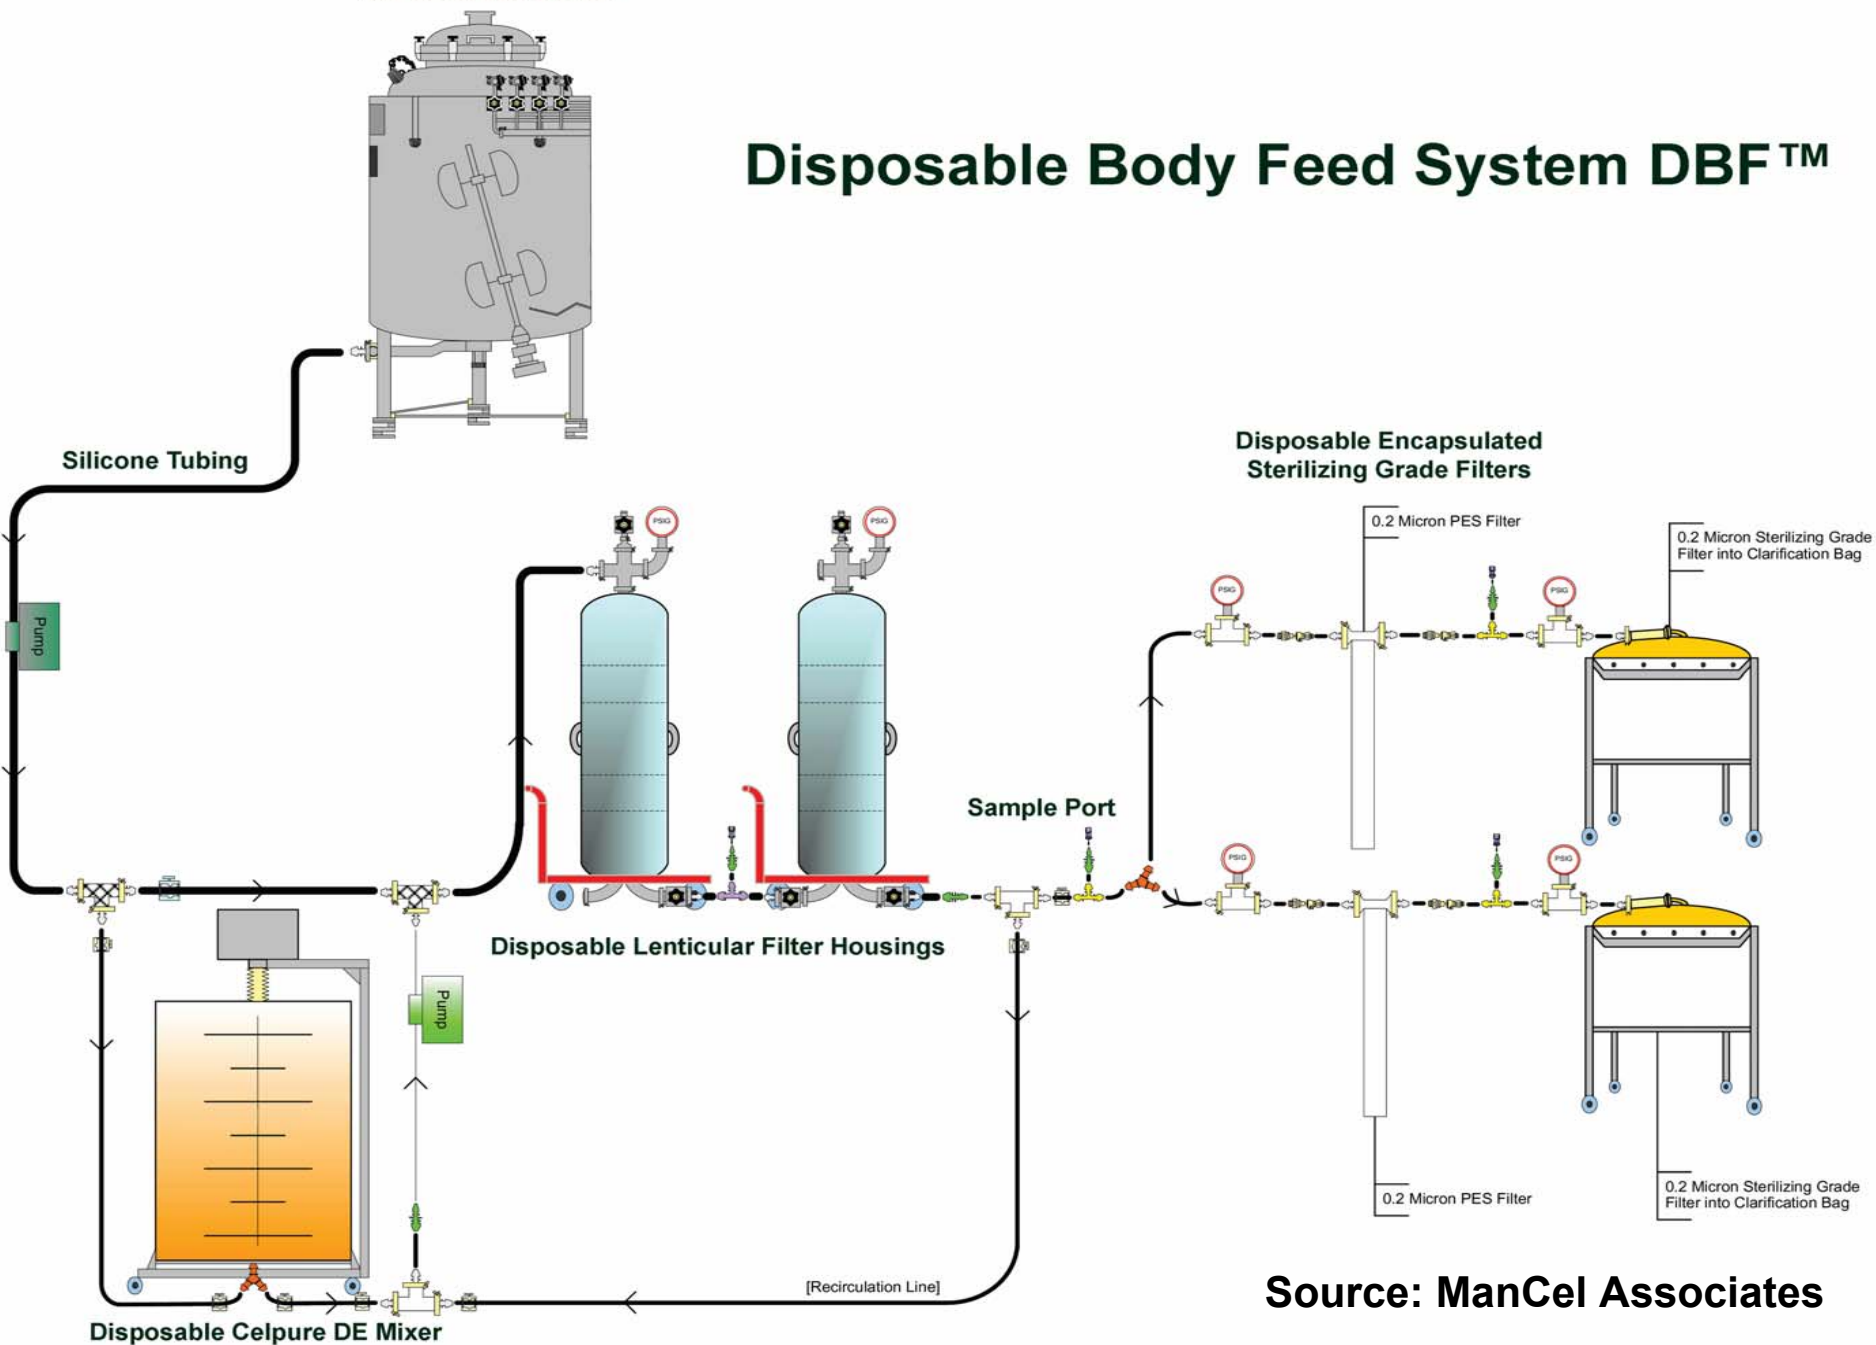 Disposable Body Feed System DBF™
Silicone Tubing
Disposable Encapsulated
Sterilizing Grade Filters
0.2 Micron PES Filter
0.2 Micron Sterilizing Grade
Filter into Clarification Bag
PSIG
PSIG
PSIG
PSIG
Pump
Sample Port
PSIG
PSIG
Disposable Lenticular Filter Housings
Pump
0.2 Micron PES Filter
0.2 Micron Sterilizing Grade
Filter into Clarification Bag
[Recirculation Line]
Source: ManCel Associates
Disposable Celpure DE Mixer